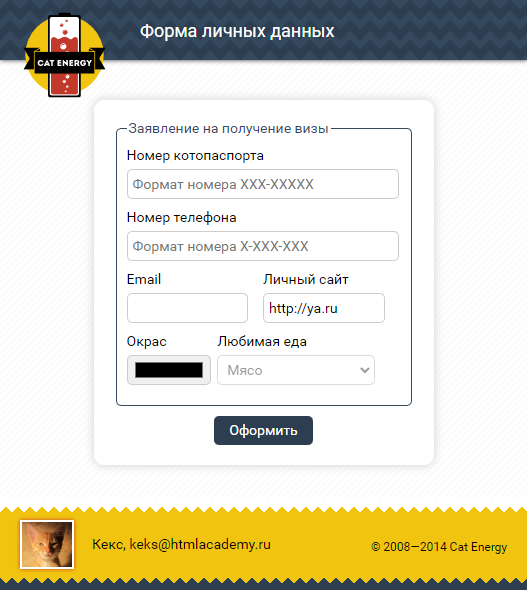 CAT ENERGY
Форма личных данных
Заявление на получение визы
Номер котопаспорта
Формат номера XXX-XXXXX
Номер телефона
Формат номера X-XXX-XXX
Email Личный сайт
http://ya.ru
Окрас Любимая еда
Мясо
Оформить
Кекс, keks@htmlacademy.ru
© 2008—2014 Cat Energy